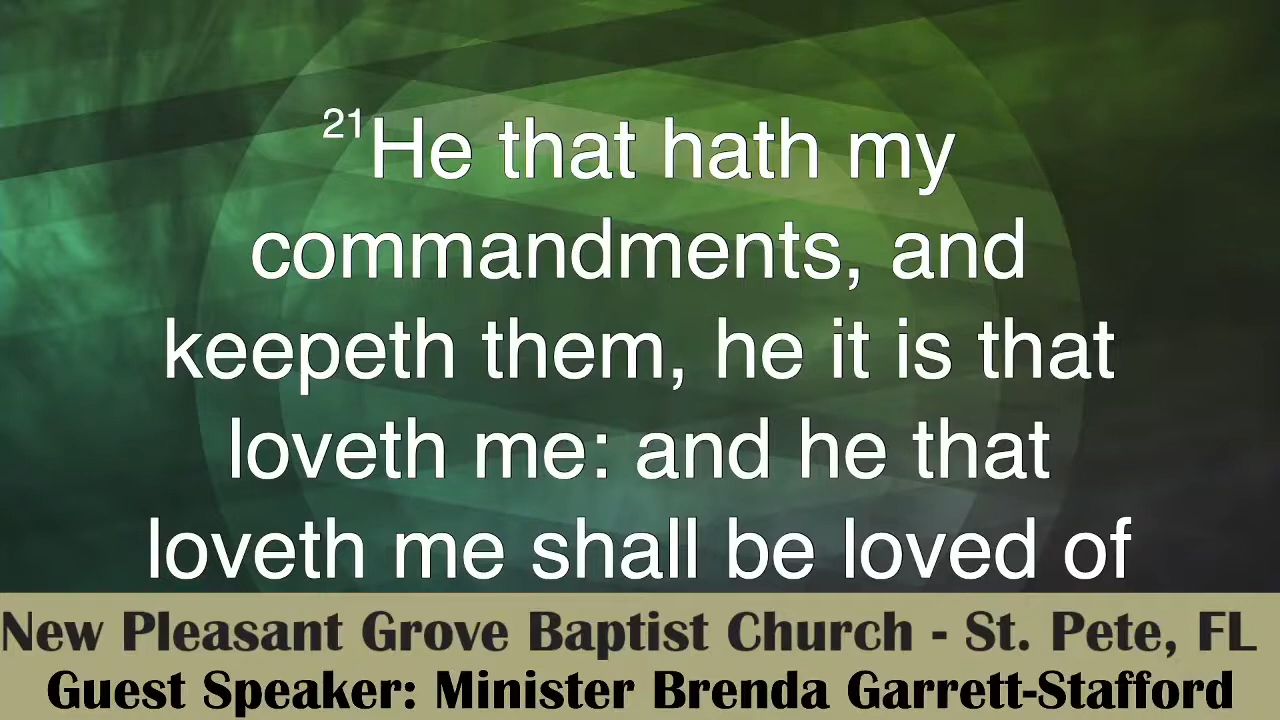 21He that hath my
commandments, and
keepeth them, he it is that
loveth me: and he that
loveth me shall be loved of
New Pleasant Grove Baptist Church - St. Pete, FL
Guest Speaker: Minister Brenda Garrett-Stafford